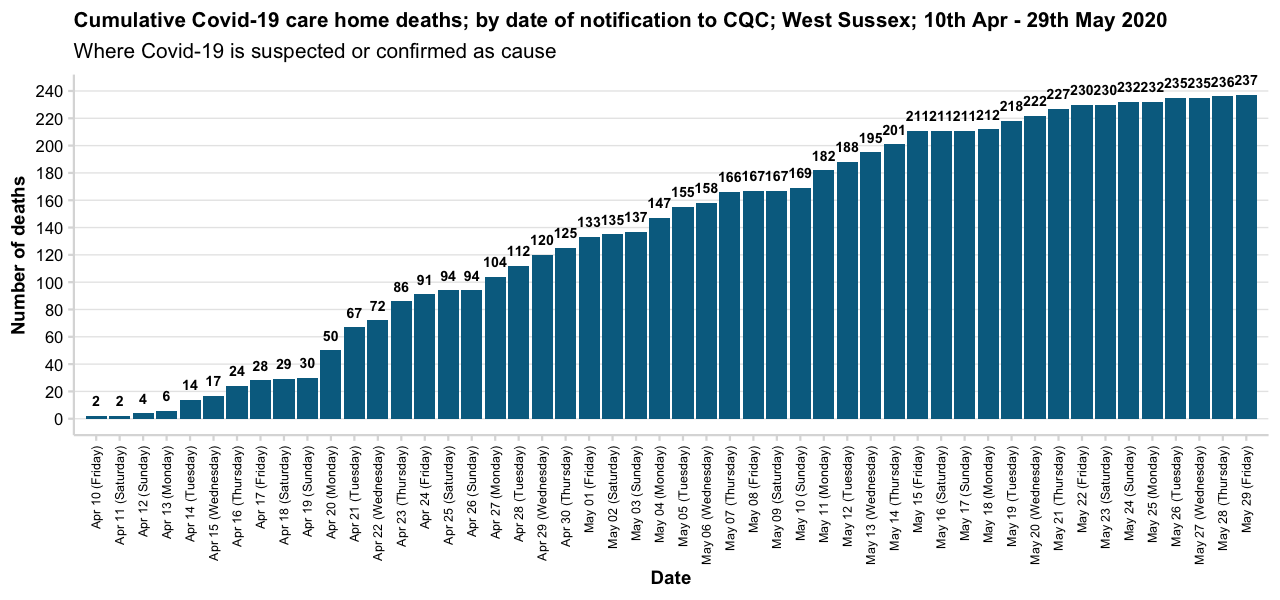 Cumulative Covid-19 care home deaths; by date of notification to CQC; West Sussex; 10th Apr - 29th May 2020
Where Covid-19 is suspected or confirmed as cause
Number of deaths
240
220
200
180
160
140
120
100
80
60
40
20
0
2
2
4
6
14
17
24
28
29
30
50
67
72
86
91
94
94
104
112
120
125
133
135
137
147
155
158
166
167
167
169
182
188
195
201
211
211
211
212
218
222
227
230
230
232
232
235
235
236
237
Apr 10 (Friday)
Apr 11 (Saturday)
Apr 12 (Sunday)
Apr 13 (Monday)
Apr 14 (Tuesday)
Apr 15 (Wednesday)
Apr 16 (Thursday)
Apr 17 (Friday)
Apr 18 (Saturday)
Apr 19 (Sunday)
Apr 20 (Monday)
Apr 21 (Tuesday)
Apr 22 (Wednesday)
Apr 23 (Thursday)
Apr 24 (Friday)
Apr 25 (Saturday)
Apr 26 (Sunday)
Apr 27 (Monday)
Apr 28 (Tuesday)
Apr 29 (Wednesday)
Apr 30 (Thursday)
May 01 (Friday)
May 02 (Saturday)
May 03 (Sunday)
May 04 (Monday)
May 05 (Tuesday)
May 06 (Wednesday)
May 07 (Thursday)
May 08 (Friday)
May 09 (Saturday)
May 10 (Sunday)
May 11 (Monday)
May 12 (Tuesday)
May 13 (Wednesday)
May 14 (Thursday)
May 15 (Friday)
May 16 (Saturday)
May 17 (Sunday)
May 18 (Monday)
May 19 (Tuesday)
May 20 (Wednesday)
May 21 (Thursday)
May 22 (Friday)
May 23 (Saturday)
May 24 (Sunday)
May 25 (Monday)
May 26 (Tuesday)
May 27 (Wednesday)
May 28 (Thursday)
May 29 (Friday)
Date